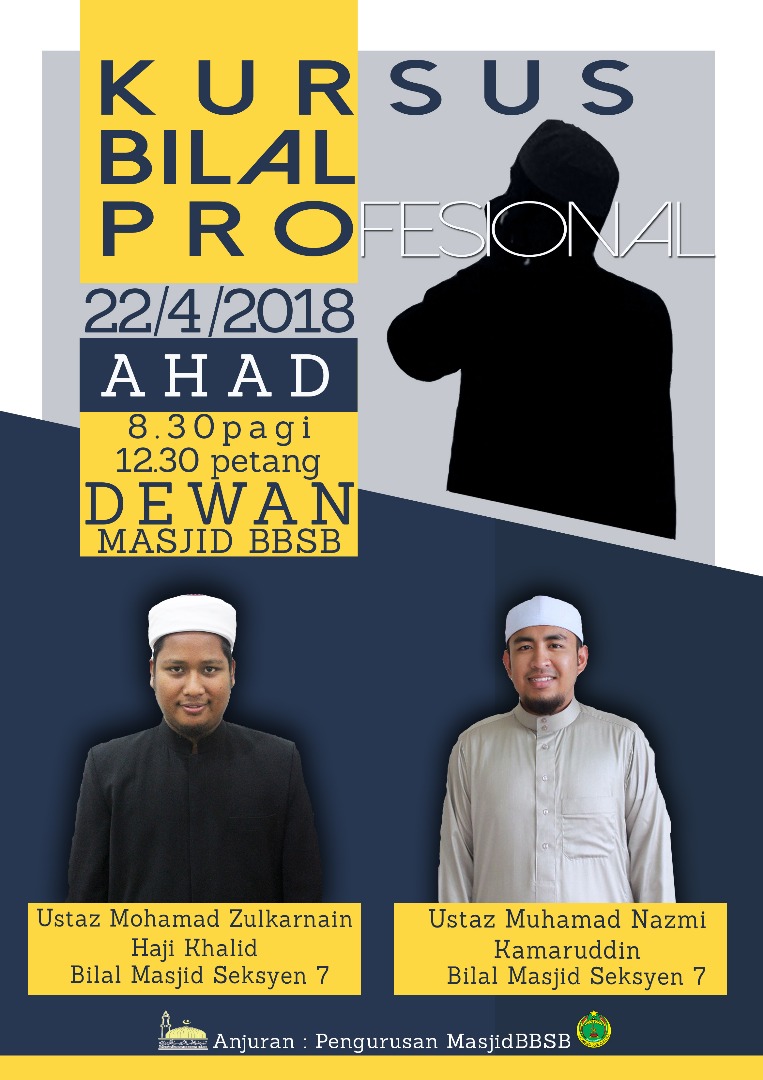 KURSUS
BILAL
PROFESIONAL
22/4/2018
AHAD
8.30pagi
12.30 petang
DEWAN
MASJID BBSB
Ustaz Mohamad Zulkarnain
Haji Khalid
Bilal Masjid Seksyen 7
Ustaz Muhamad Nazmi
Kamaruddin
Bilal Masjid Seksyen 7
Anjuran : Pengurusan MasjidBBSB